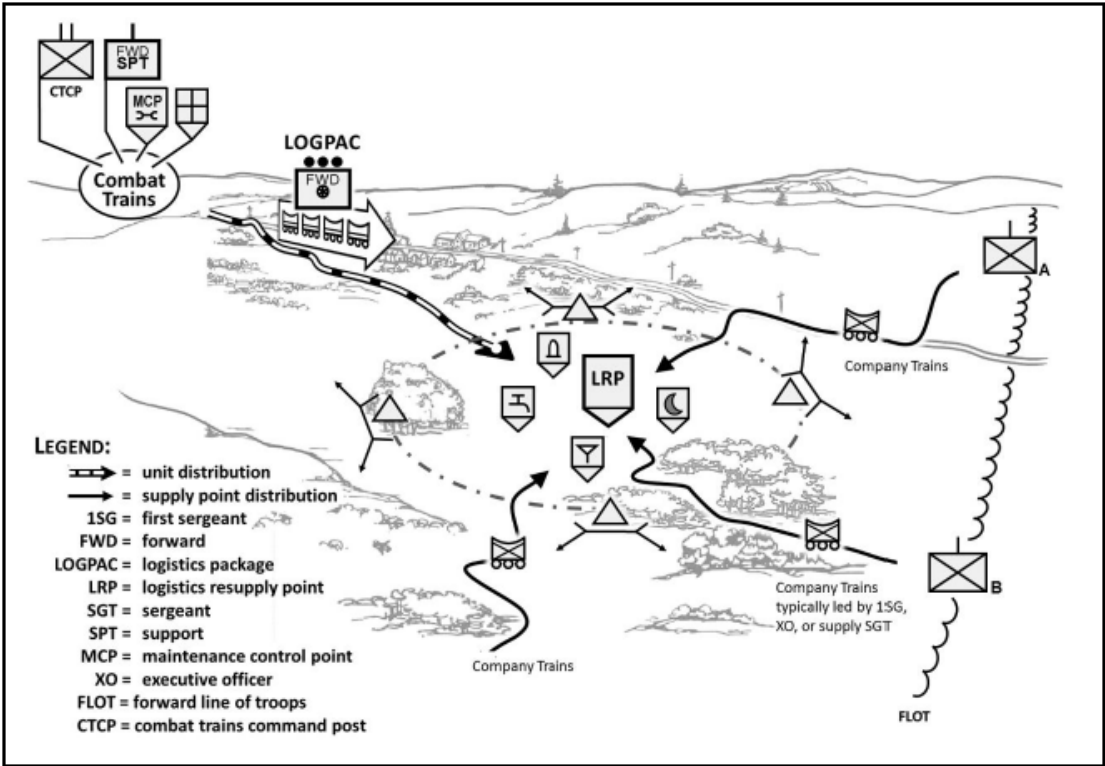 FWD
SPT
CTCP
MCP
LOGPAC
FWD
Combat
Trains
A
Company Trains
LRP
LEGEND:
= unit distribution
= supply point distribution
1SG = first sergeant
FWD = forward
LOGPAC = logistics package
LRP = logistics resupply point
SGT = sergeant
SPT = support
MCP = maintenance control point
XO = executive officer
FLOT = forward line of troops
CTCP = combat trains command post
Company Trains
B
Company Trains
typically led by 1SG,
XO, or supply SGT
FLOT